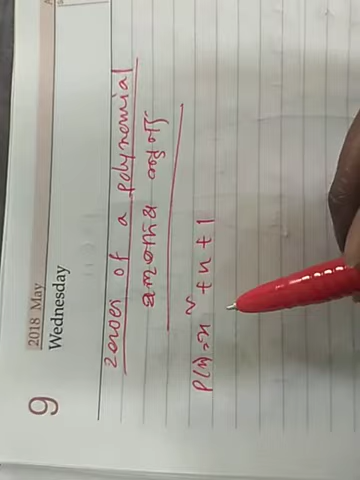 9
2018 May
Wednesday
zeroes of a polynomial
P(x) = x² + x + 1